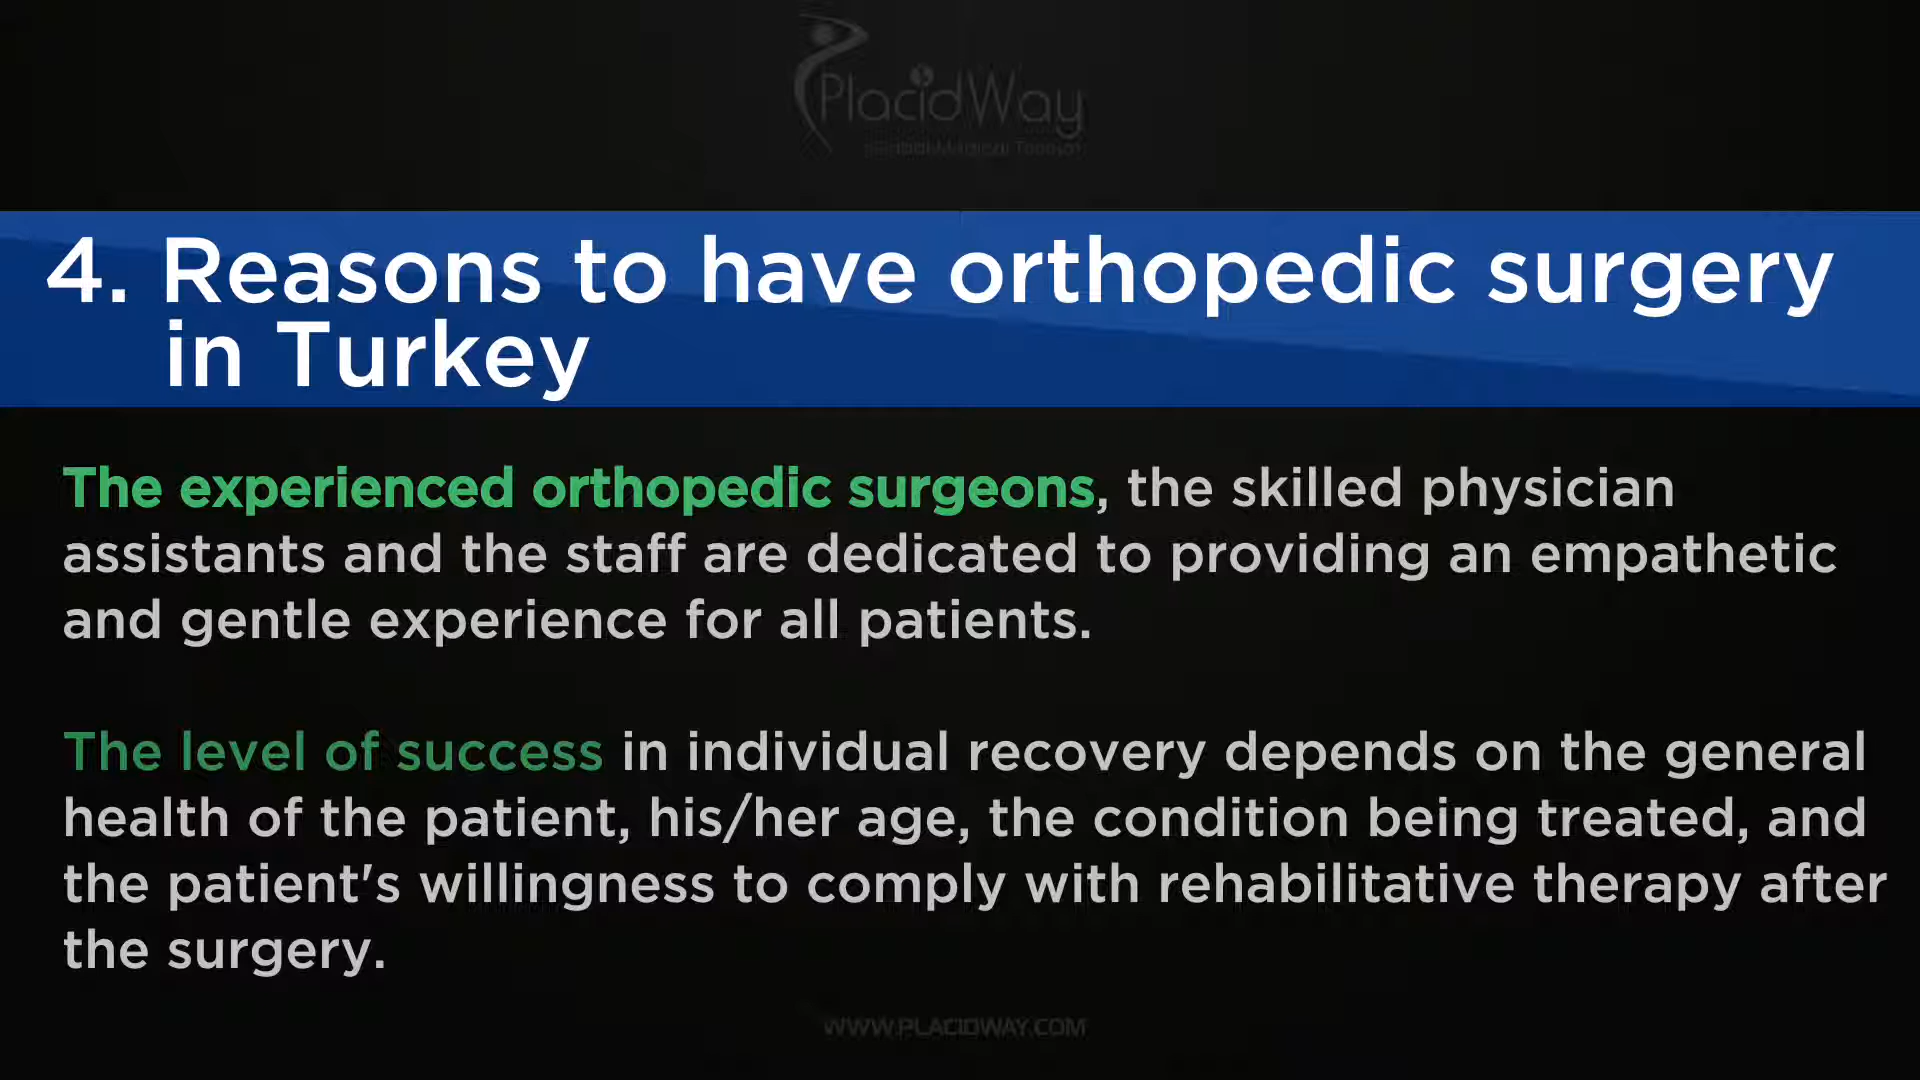 PlacidWay
4. Reasons to have orthopedic surgery
in Turkey
The experienced orthopedic surgeons, the skilled physician
assistants and the staff are dedicated to providing an empathetic
and gentle experience for all patients.
The level of success in individual recovery depends on the general
health of the patient, his/her age, the condition being treated, and
the patient's willingness to comply with rehabilitative therapy after
the surgery.
WWW.PLACIDWAY.COM